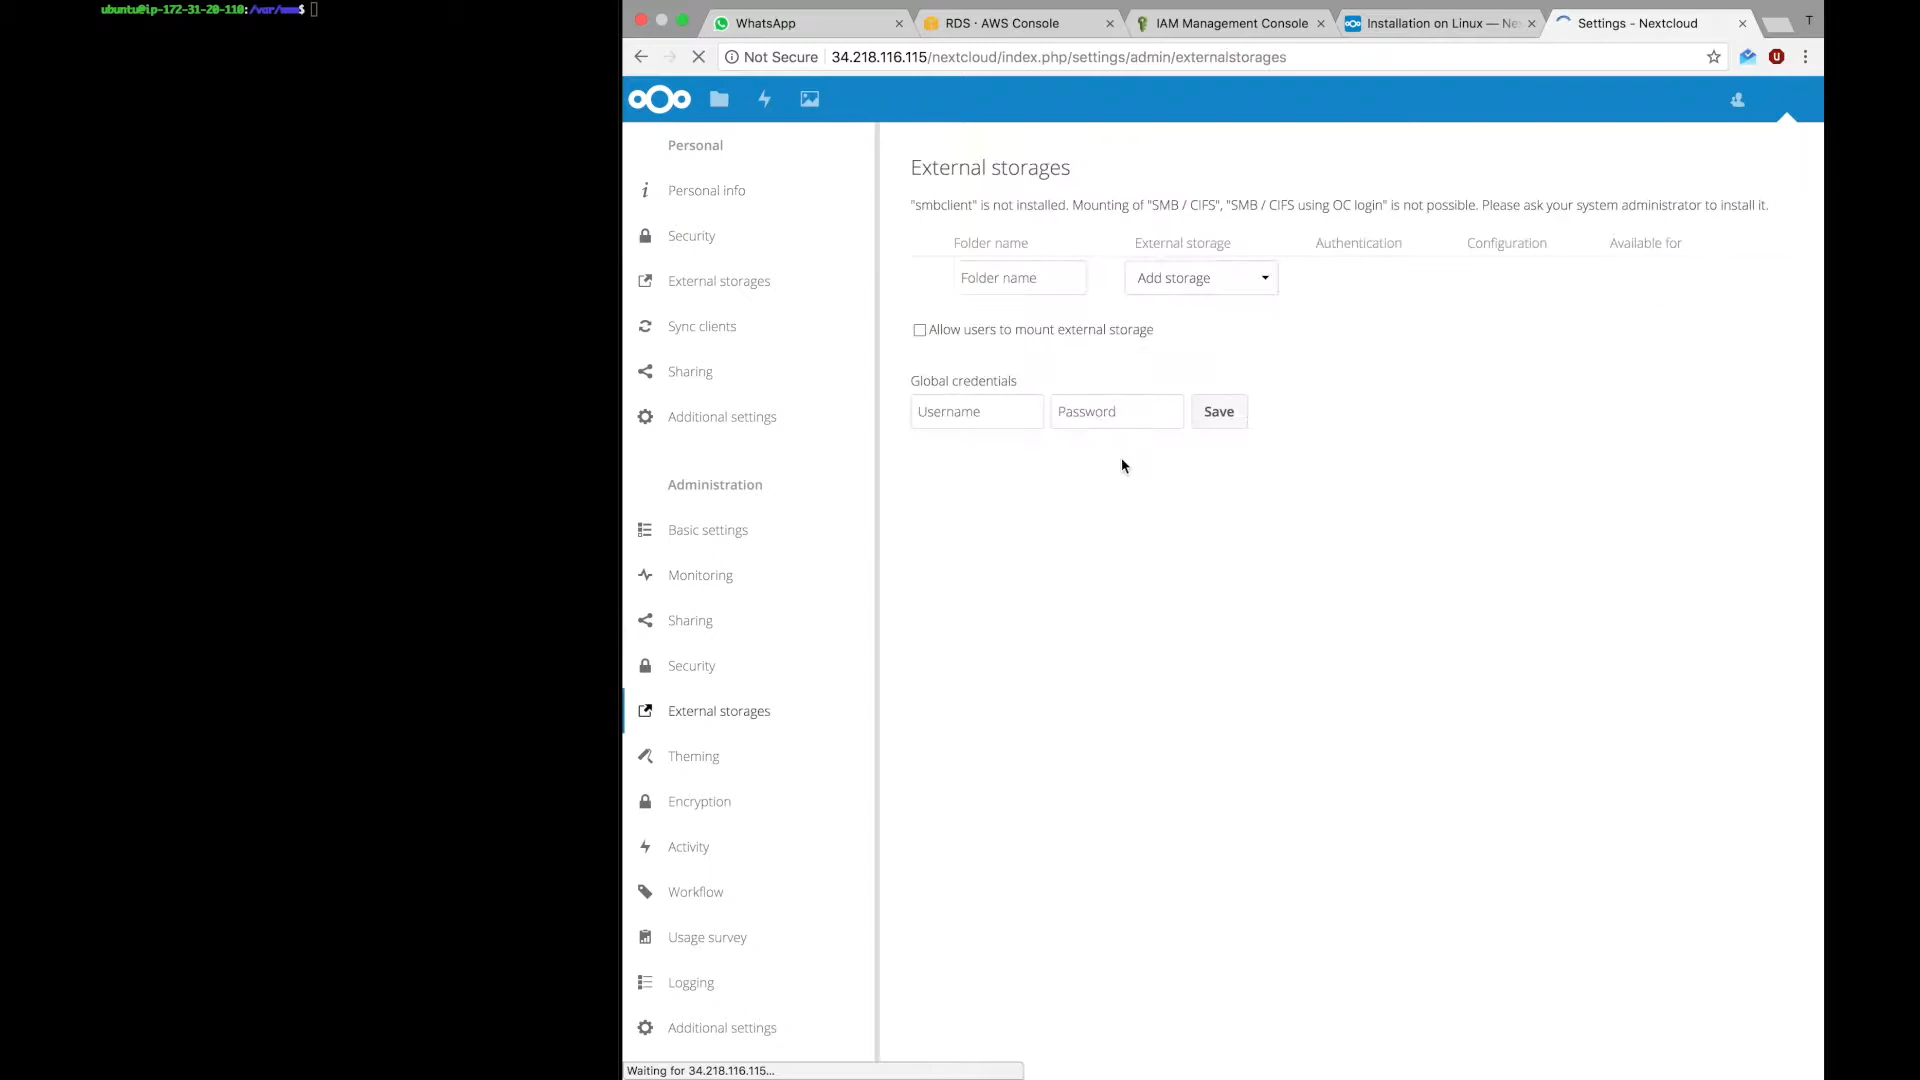 ubuntu@ip-172-31-20-110:/var/www$
WhatsApp
RDS · AWS Console
IAM Management Console
Installation on Linux — Ne
Settings - Nextcloud
T
Not Secure 34.218.116.115/nextcloud/index.php/settings/admin/externalstorages
Personal
Personal info
Security
External storages
Sync clients
Sharing
Additional settings
Administration
Basic settings
Monitoring
Sharing
Security
External storages
Theming
Encryption
Activity
Workflow
Usage survey
Logging
Additional settings
External storages
"smbclient" is not installed. Mounting of "SMB / CIFS", "SMB / CIFS using OC login" is not possible. Please ask your system administrator to install it.
Folder name External storage Authentication Configuration Available for
Folder name Add storage
Allow users to mount external storage
Global credentials
Username Password Save
Waiting for 34.218.116.115...